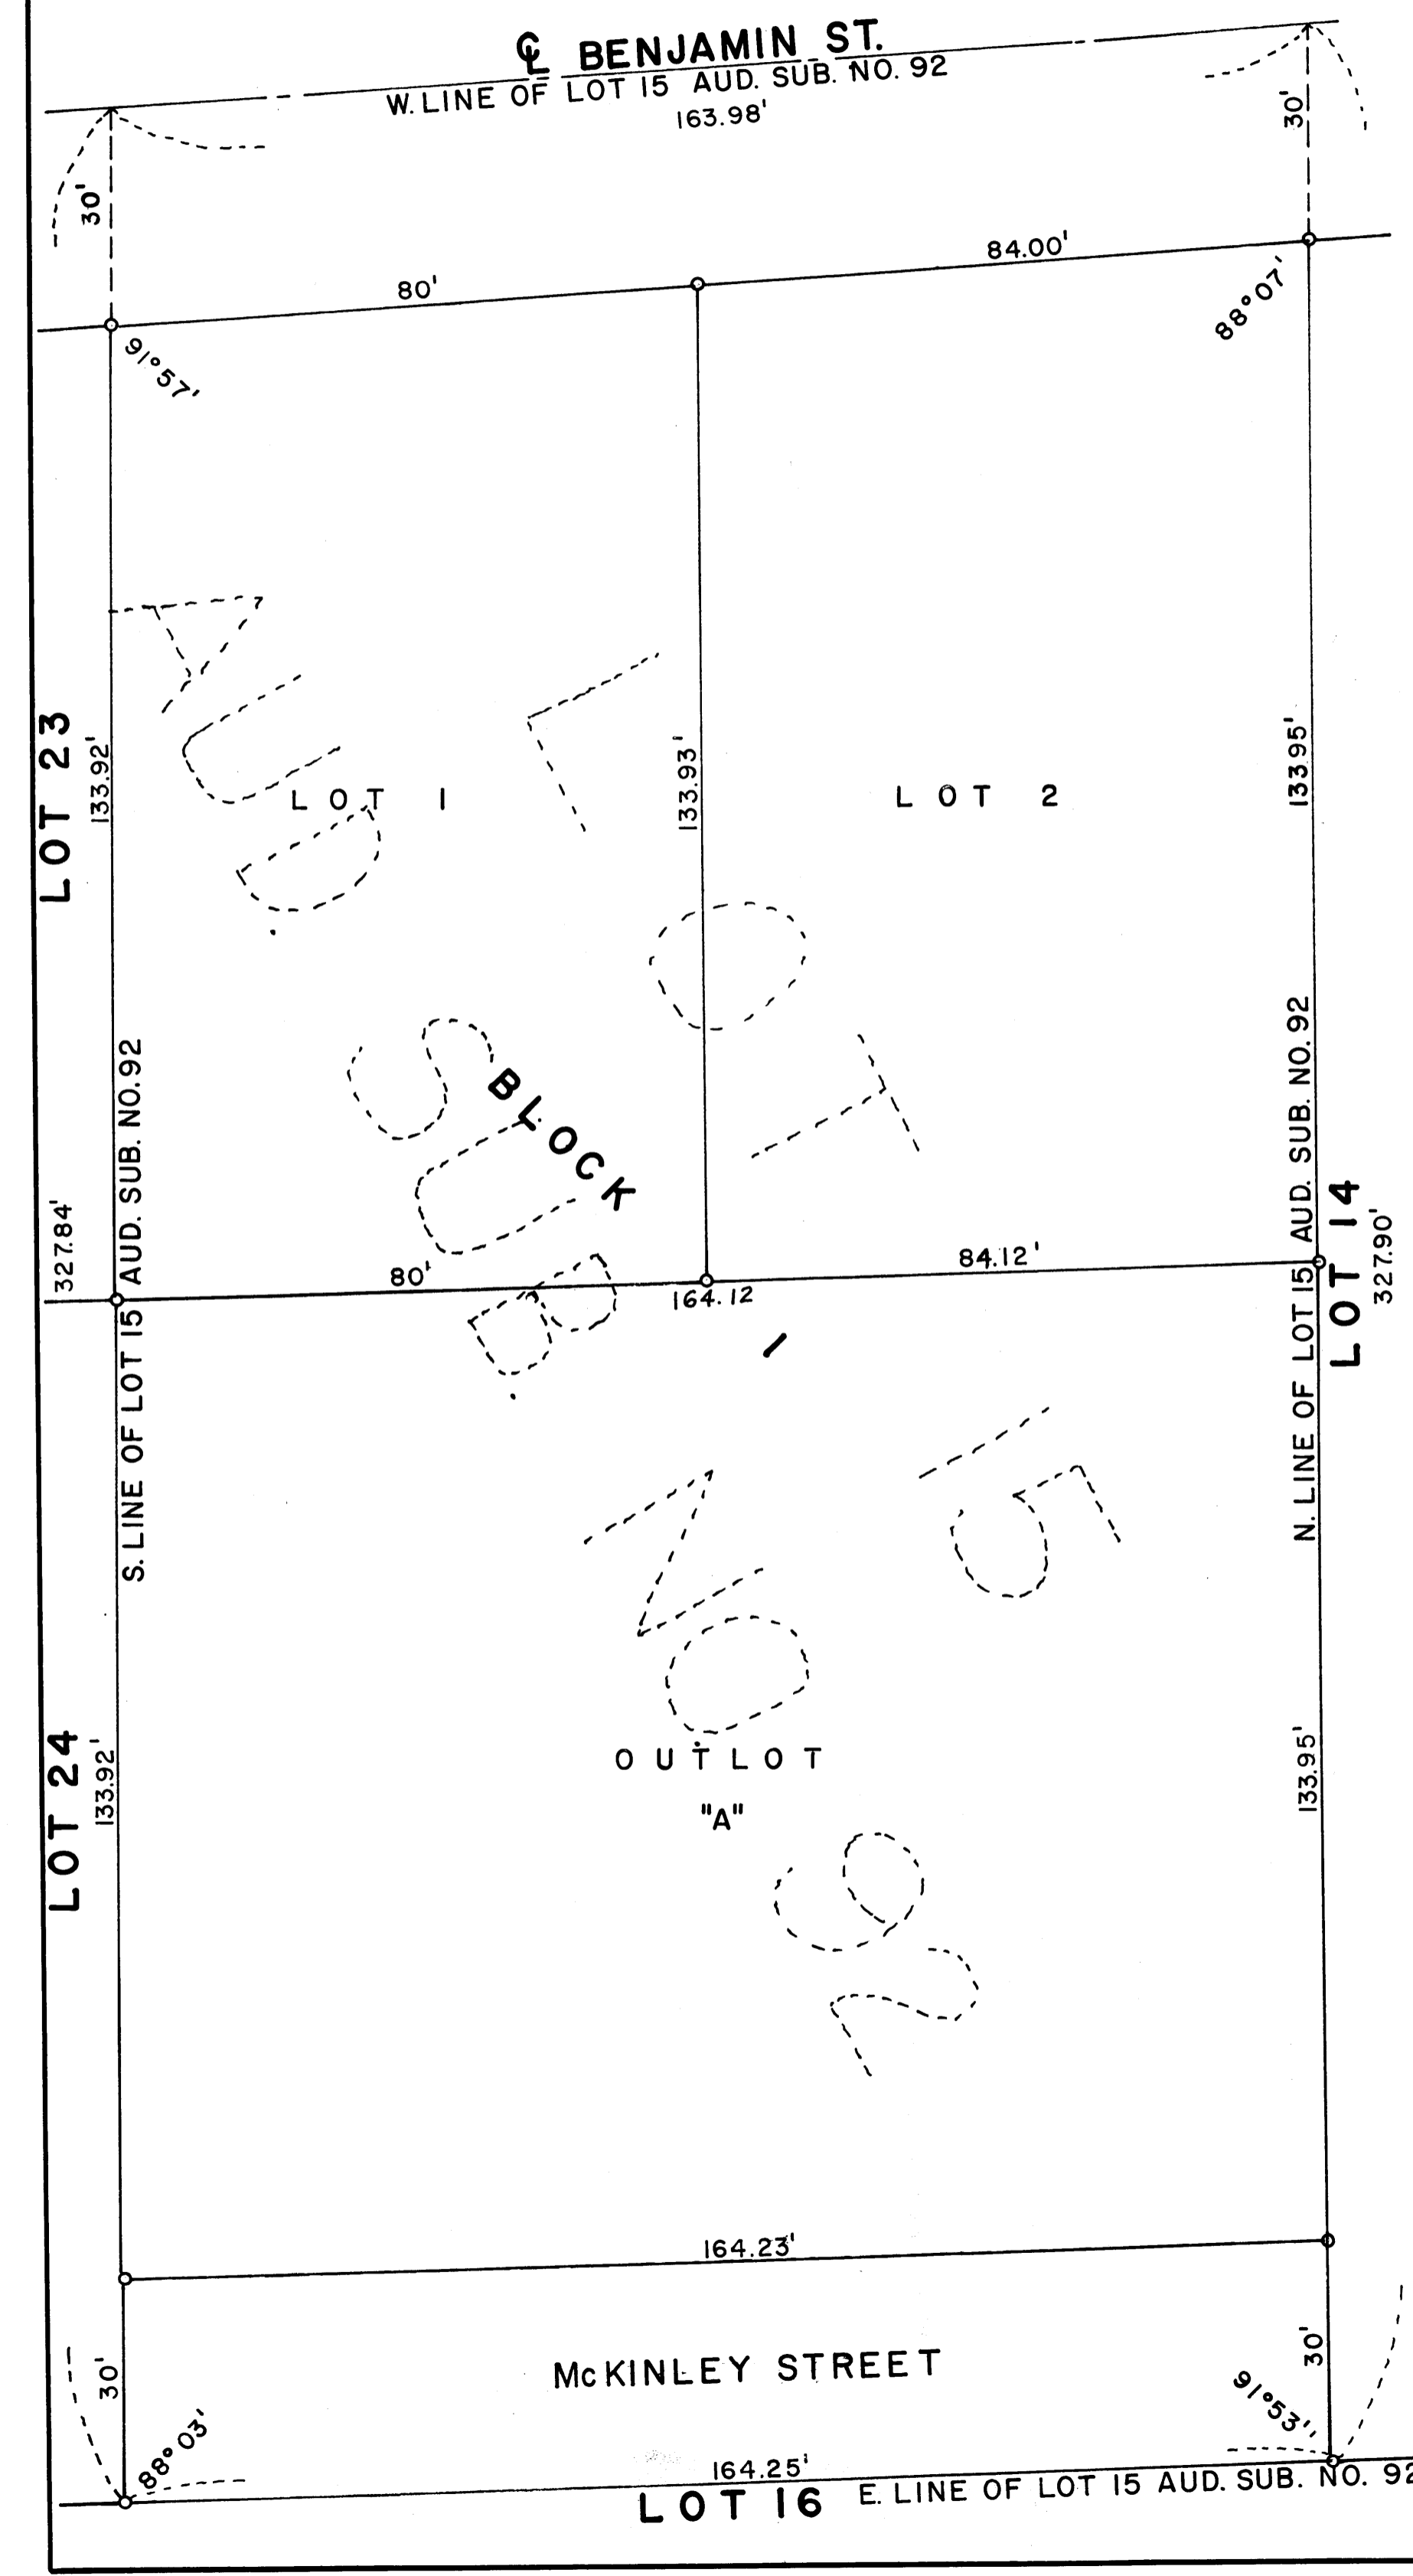 ℄ BENJAMIN ST.
W. LINE OF LOT 15 AUD. SUB. NO. 92
163.98'
30'
30'
80'
84.00'
91°57'
88°07'
LOT 23
133.92'
LOT 1
133.93'
LOT 2
133.95'
AUD. SUB. NO. 92
LOT 15
BLOCK 1
S. LINE OF LOT 15 AUD. SUB. NO. 92
N. LINE OF LOT 15 AUD. SUB. NO. 92
327.84'
80'
84.12'
164.12
LOT 14
327.90'
LOT 24
133.92'
OUTLOT
"A"
133.95'
164.23'
30'
McKINLEY STREET
30'
88°03'
91°53'
164.25'
LOT 16
E. LINE OF LOT 15 AUD. SUB. NO. 92